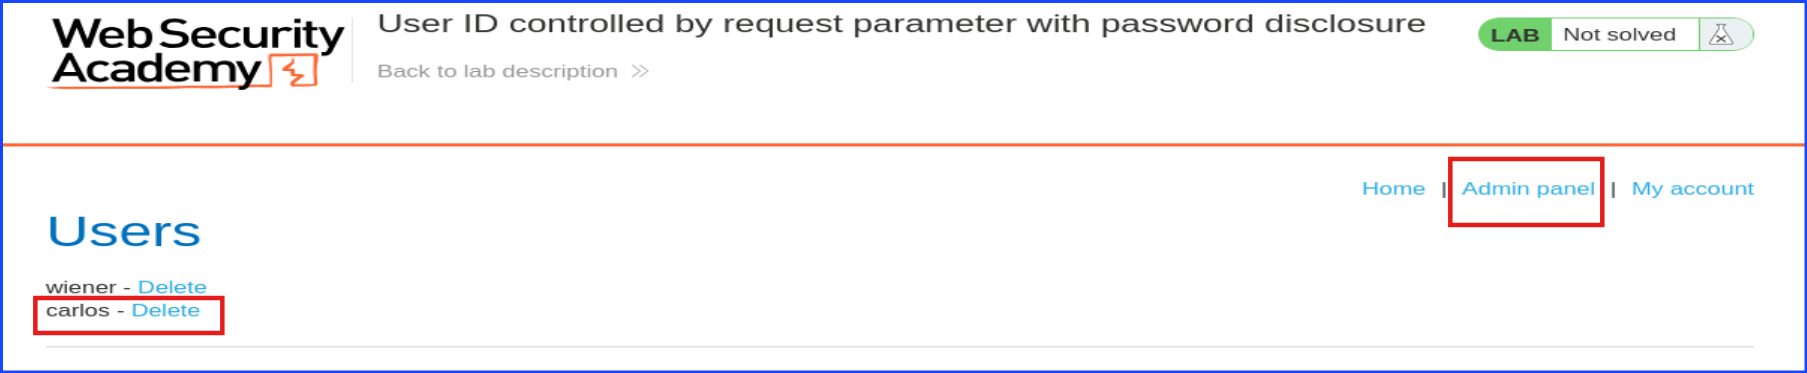 Web Security
Academy
User ID controlled by request parameter with password disclosure
Back to lab description »
LAB Not solved
Home | Admin panel | My account
Users
wiener - Delete
carlos - Delete